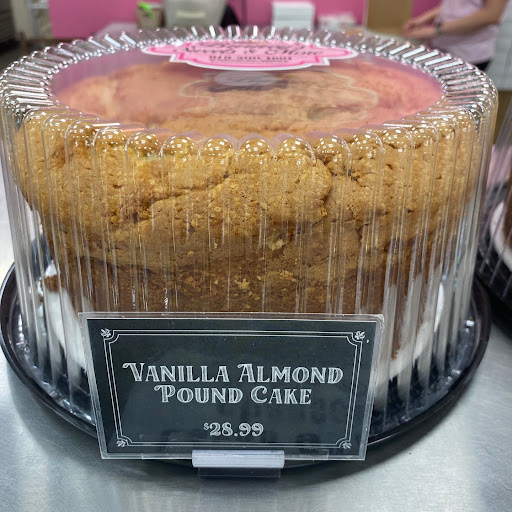 Vanilla Almond
Pound Cake
$28.99